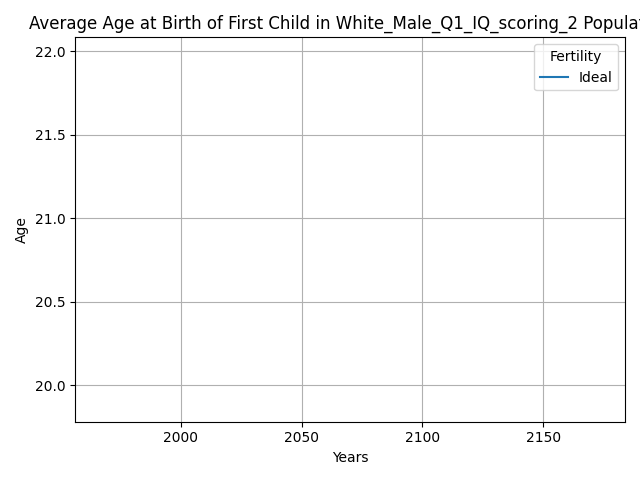 Average Age at Birth of First Child in White_Male_Q1_IQ_scoring_2
Fertility
Ideal
22.0
21.5
21.0
20.5
20.0
Age
2000 2050 2100 2150
Years